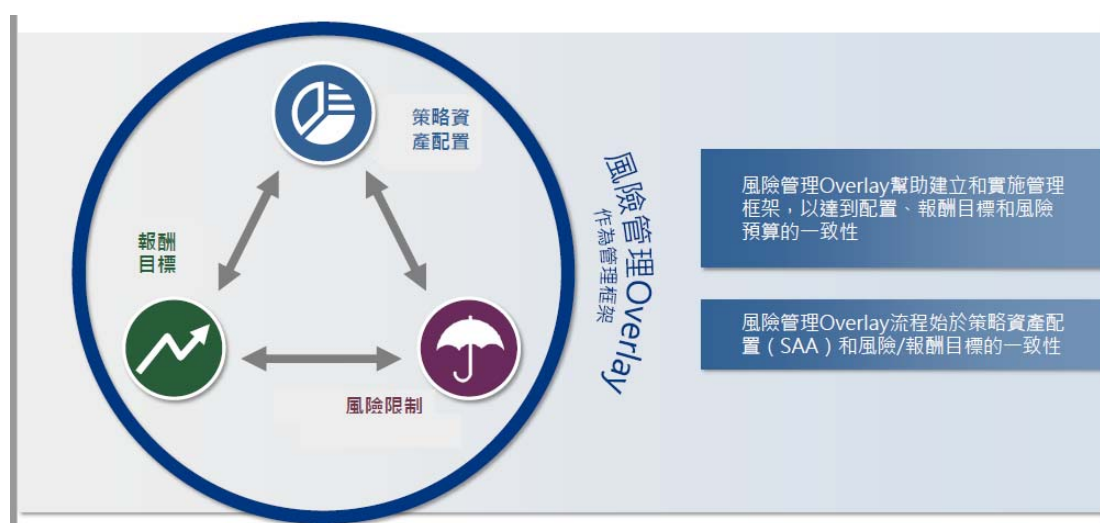 策略資
產配置
報酬
目標
風險限制
風險管理Overlay
作為管理框架
風險管理Overlay幫助建立和實施管理
框架，以達到配置、報酬目標和風險
預算的一致性
風險管理Overlay流程始於策略資產配
置（SAA）和風險/報酬目標的一致性